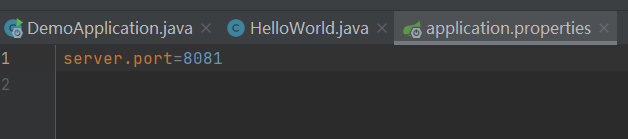 DemoApplication.java HelloWorld.java application.properties
1 server.port=8081
2